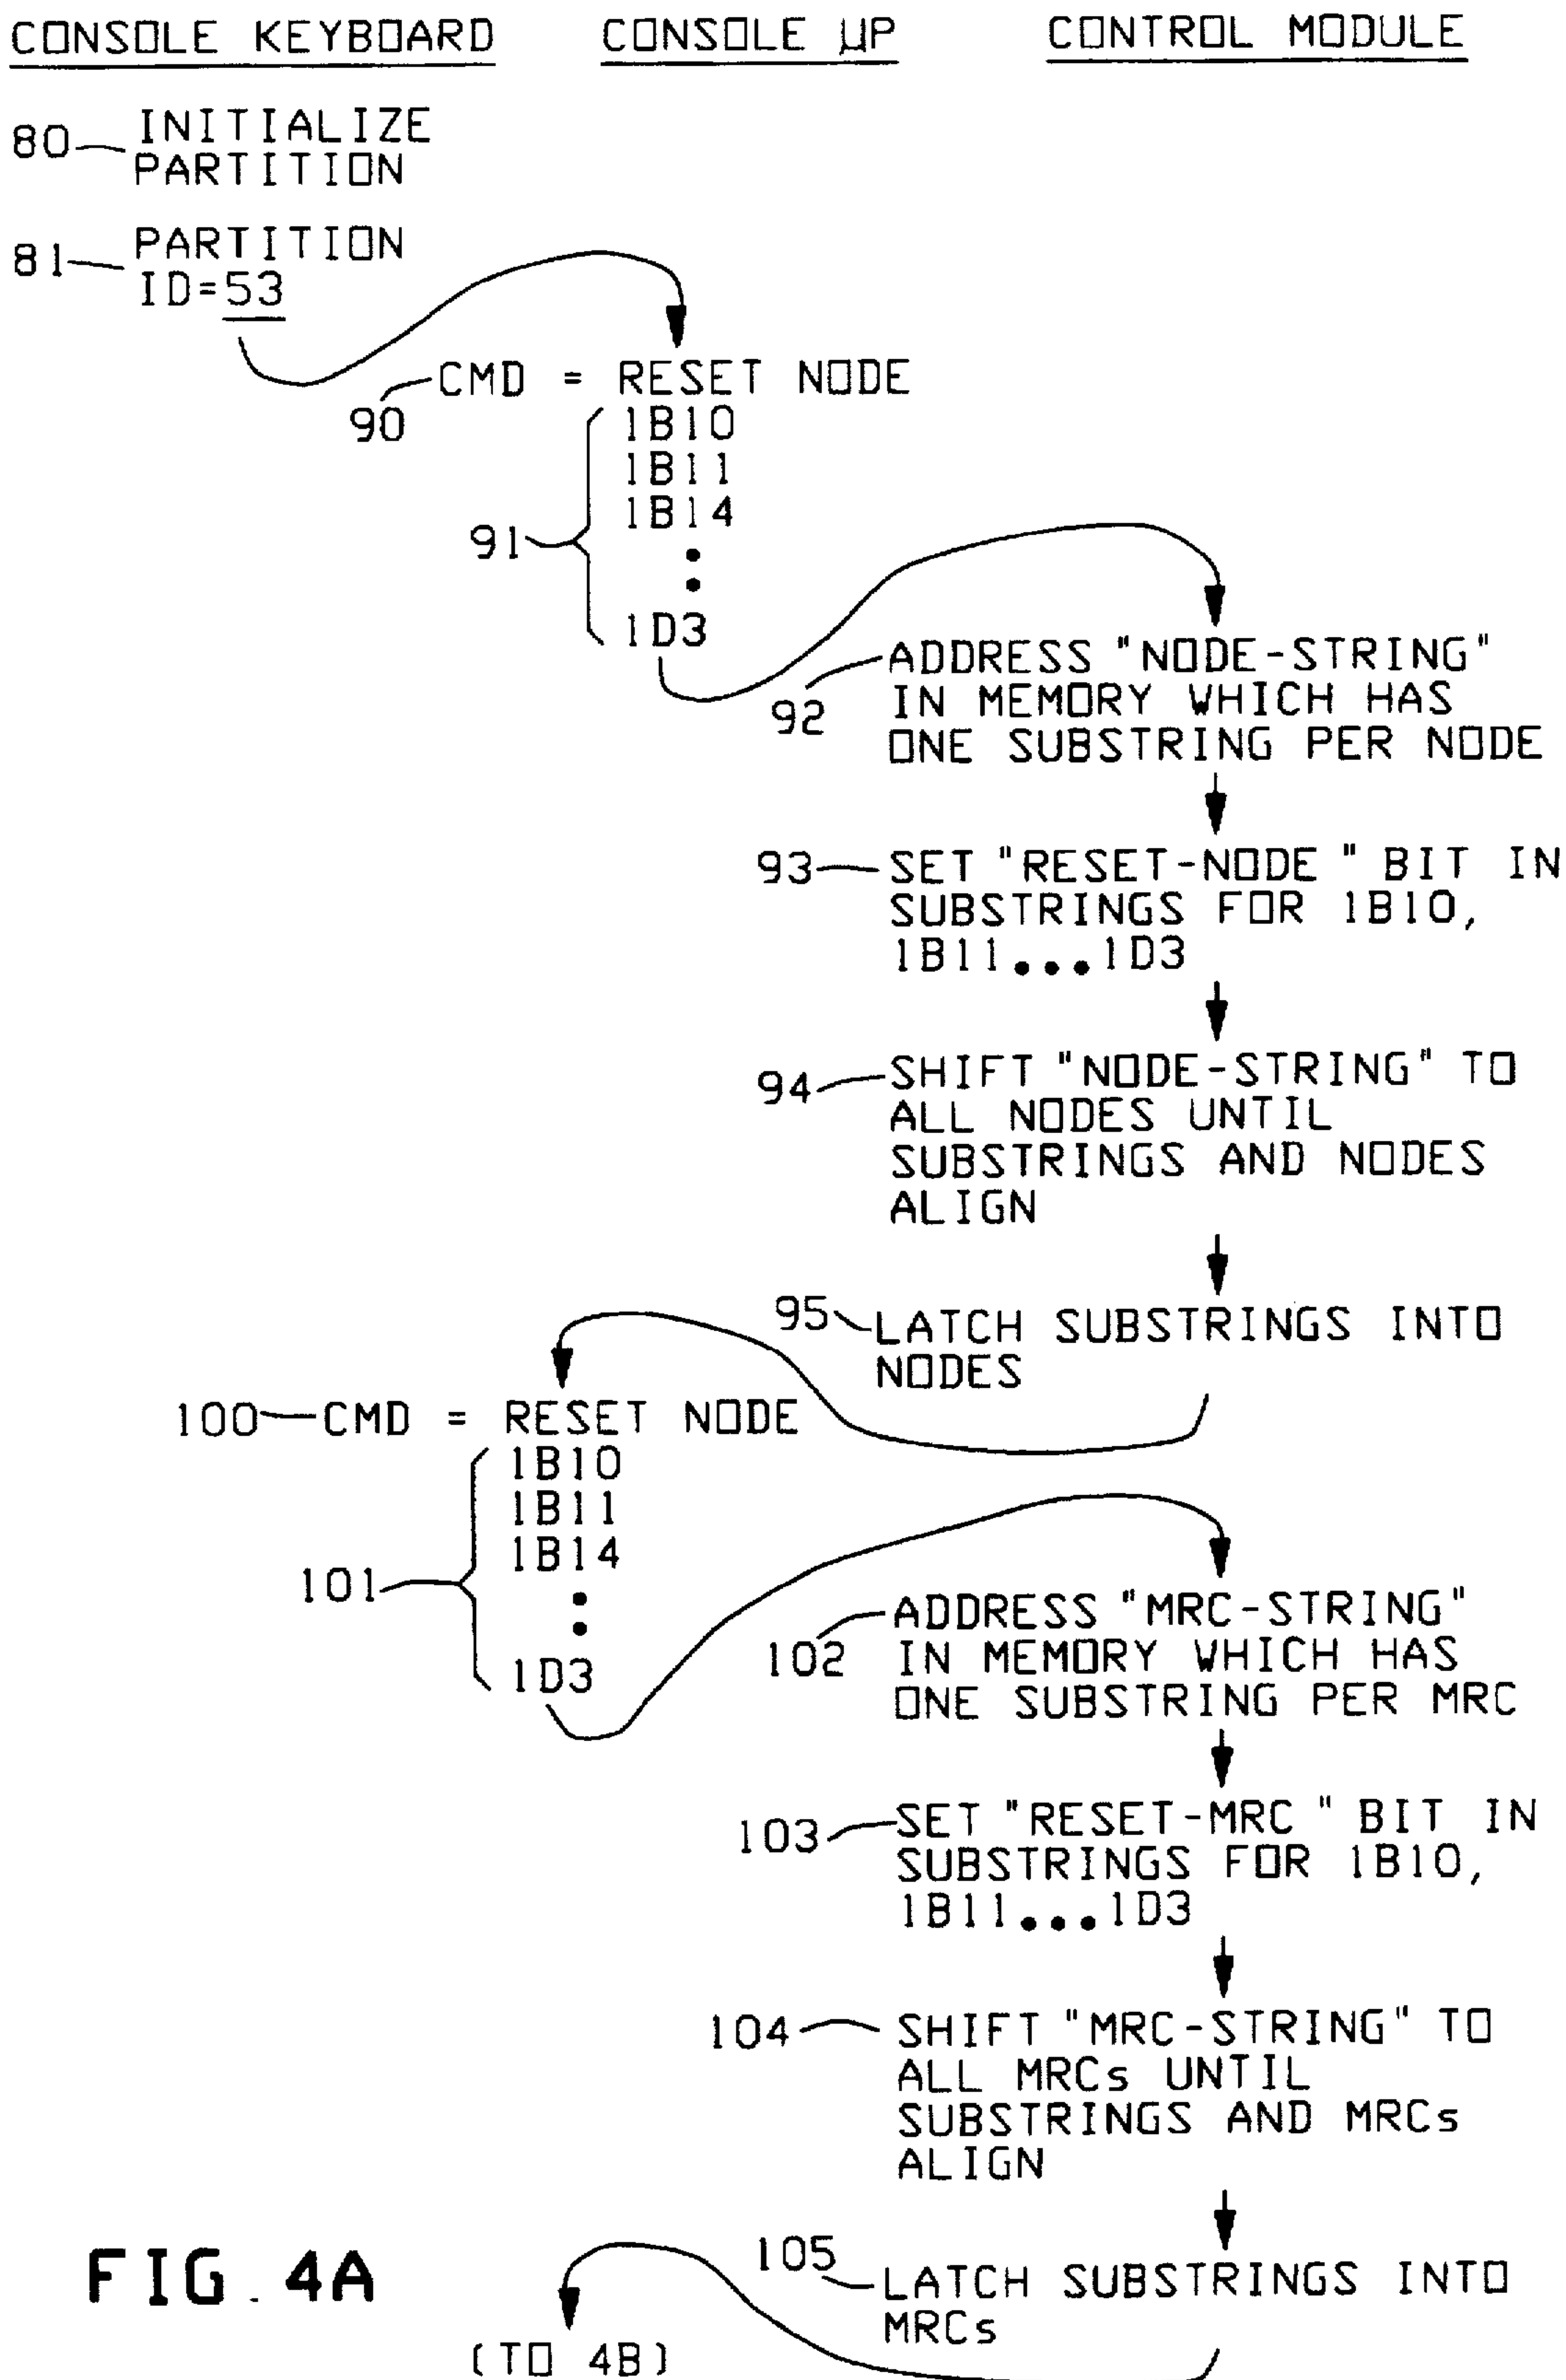 CONSOLE KEYBOARD CONSOLE µP CONTROL MODULE
80 INITIALIZE
PARTITION
81 PARTITION
ID=53
90 CMD = RESET NODE
91 1B10
1B11
1B14
1D3
92 ADDRESS "NODE-STRING"
IN MEMORY WHICH HAS
ONE SUBSTRING PER NODE
93 SET "RESET-NODE" BIT IN
SUBSTRINGS FOR 1B10,
1B11...1D3
94 SHIFT "NODE-STRING" TO
ALL NODES UNTIL
SUBSTRINGS AND NODES
ALIGN
95 LATCH SUBSTRINGS INTO
NODES
100 CMD = RESET NODE
101 1B10
1B11
1B14
1D3
102 ADDRESS "MRC-STRING"
IN MEMORY WHICH HAS
ONE SUBSTRING PER MRC
103 SET "RESET-MRC" BIT IN
SUBSTRINGS FOR 1B10,
1B11...1D3
104 SHIFT "MRC-STRING" TO
ALL MRCs UNTIL
SUBSTRINGS AND MRCs
ALIGN
105 LATCH SUBSTRINGS INTO
MRCs
(TO 4B)
FIG. 4A